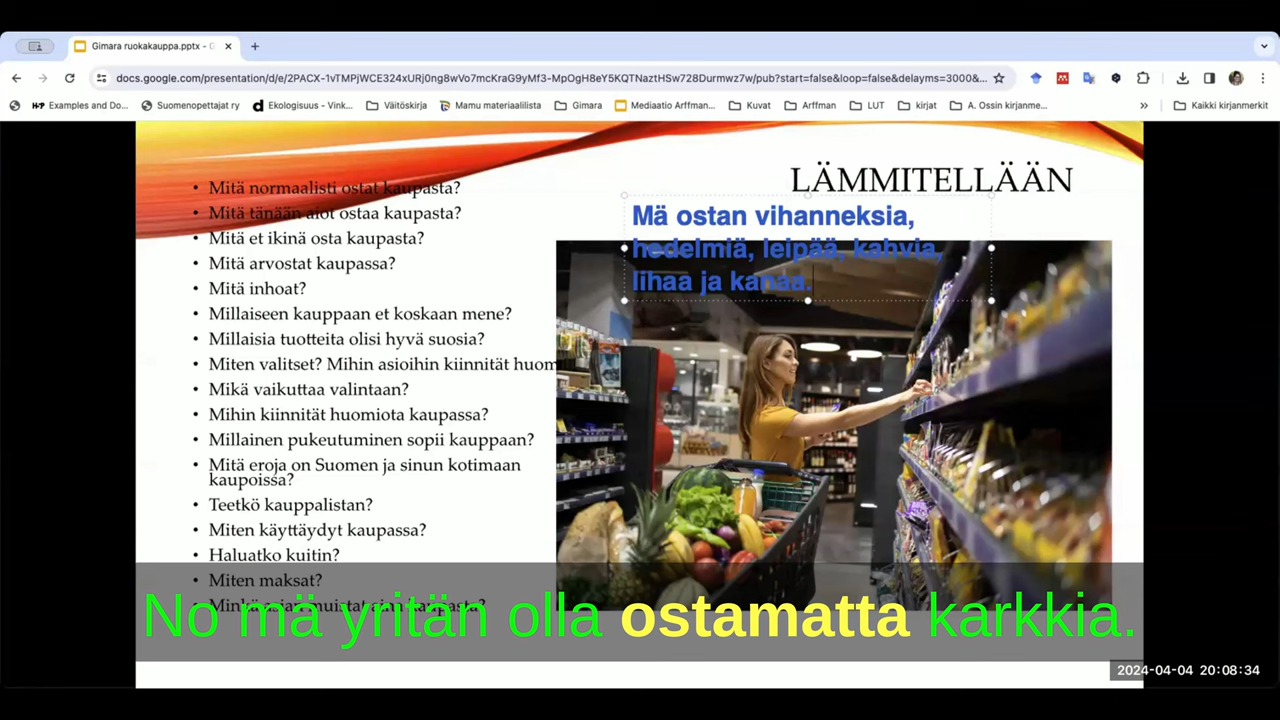 Gimara ruokakauppa.pptx - G
docs.google.com/presentation/d/e/2PACX-1vTMPjWCE324xURj0ng8wVo7mcKraG9yMf3-MpOgH8eY5KQTNaztHSw728Durmwz7w/pub?start=false&loop=false&delayms=3000&...
Examples and Do...
Suomenopettajat ry
Ekologisuus - Vink...
Väitöskirja
Mamu materiaalilista
Gimara
Mediaatio Arffman...
Kuvat
Arffman
LUT
kirjat
A. Ossin kirjanme...
Kaikki kirjanmerkit
LÄMMITELLÄÄN
• Mitä normaalisti ostat kaupasta?
• Mitä tänään aiot ostaa kaupasta?
• Mitä et ikinä osta kaupasta?
• Mitä arvostat kaupassa?
• Mitä inhoat?
• Millaiseen kauppaan et koskaan mene?
• Millaisia tuotteita olisi hyvä suosia?
• Miten valitset? Mihin asioihin kiinnität huom
• Mikä vaikuttaa valintaan?
• Mihin kiinnität huomiota kaupassa?
• Millainen pukeutuminen sopii kauppaan?
• Mitä eroja on Suomen ja sinun kotimaan
kaupoissa?
• Teetkö kauppalistan?
• Miten käyttäydyt kaupassa?
• Haluatko kuitin?
• Miten maksat?
Mä ostan vihanneksia,
hedelmiä, leipää, kahvia,
lihaa ja kanaa.
No mä yritän olla ostamatta karkkia.
2024-04-04 20:08:34